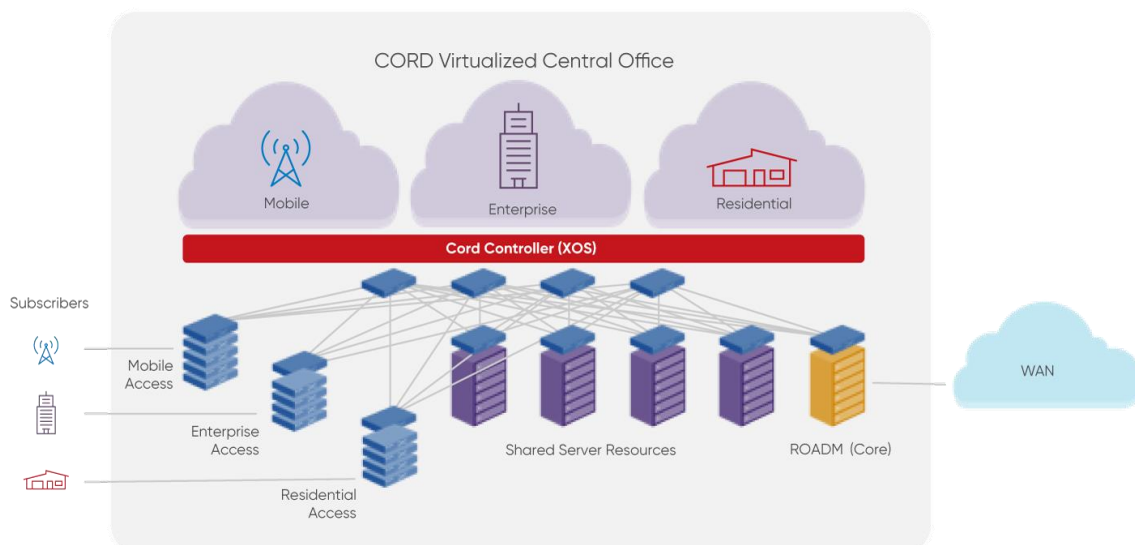 CORD Virtualized Central Office
Mobile
Enterprise
Residential
Cord Controller (XOS)
Subscribers
Mobile
Access
Enterprise
Access
Residential
Access
Shared Server Resources
ROADM (Core)
WAN